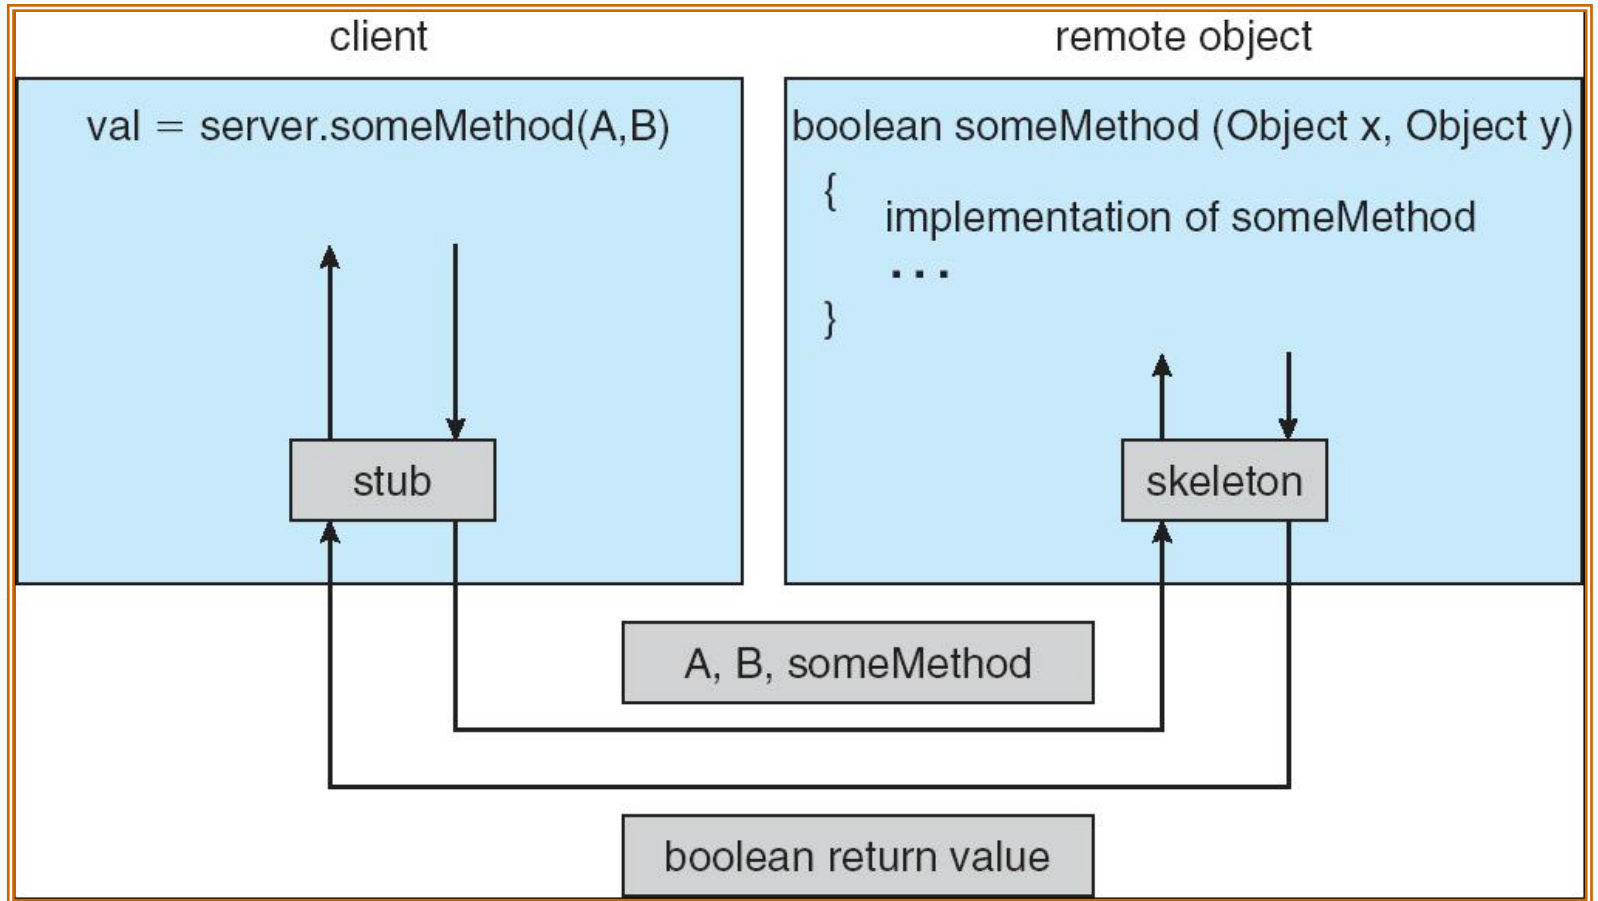 client
remote object
val = server.someMethod(A,B)
boolean someMethod (Object x, Object y)
{
implementation of someMethod
...
}
stub
skeleton
A, B, someMethod
boolean return value